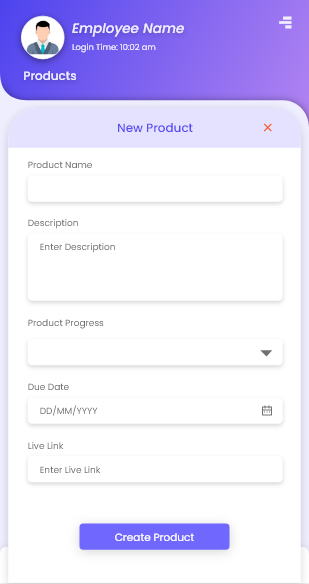 Employee Name
Login Time: 10:02 am
Products
New Product
Product Name
Description
Enter Description
Product Progress
Due Date
DD/MM/YYYY
Live Link
Enter Live Link
Create Product